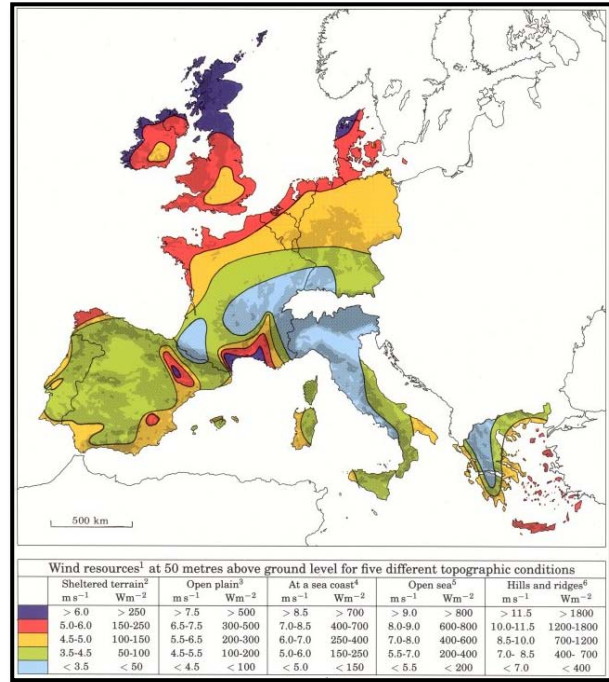 500 km
Wind resources¹ at 50 metres above ground level for five different topographic conditions
Sheltered terrain² Open plain³ At a sea coast⁴ Open sea⁵ Hills and ridges⁶
m s⁻¹ Wm⁻² m s⁻¹ Wm⁻² m s⁻¹ Wm⁻² m s⁻¹ Wm⁻² m s⁻¹ Wm⁻²
> 6.0 > 250 > 7.5 > 500 > 8.5 > 700 > 9.0 > 800 > 11.5 > 1800
5.0-6.0 150-250 6.5-7.5 300-500 7.0-8.5 400-700 8.0-9.0 600-800 10.0-11.5 1200-1800
4.5-5.0 100-150 5.5-6.5 200-300 6.0-7.0 250-400 7.0-8.0 400-600 8.5-10.0 700-1200
3.5-4.5 50-100 4.5-5.5 100-200 5.0-6.0 150-250 5.5-7.0 200-400 7.0- 8.5 400- 700
< 3.5 < 50 < 4.5 < 100 < 5.0 < 150 < 5.5 < 200 < 7.0 < 400